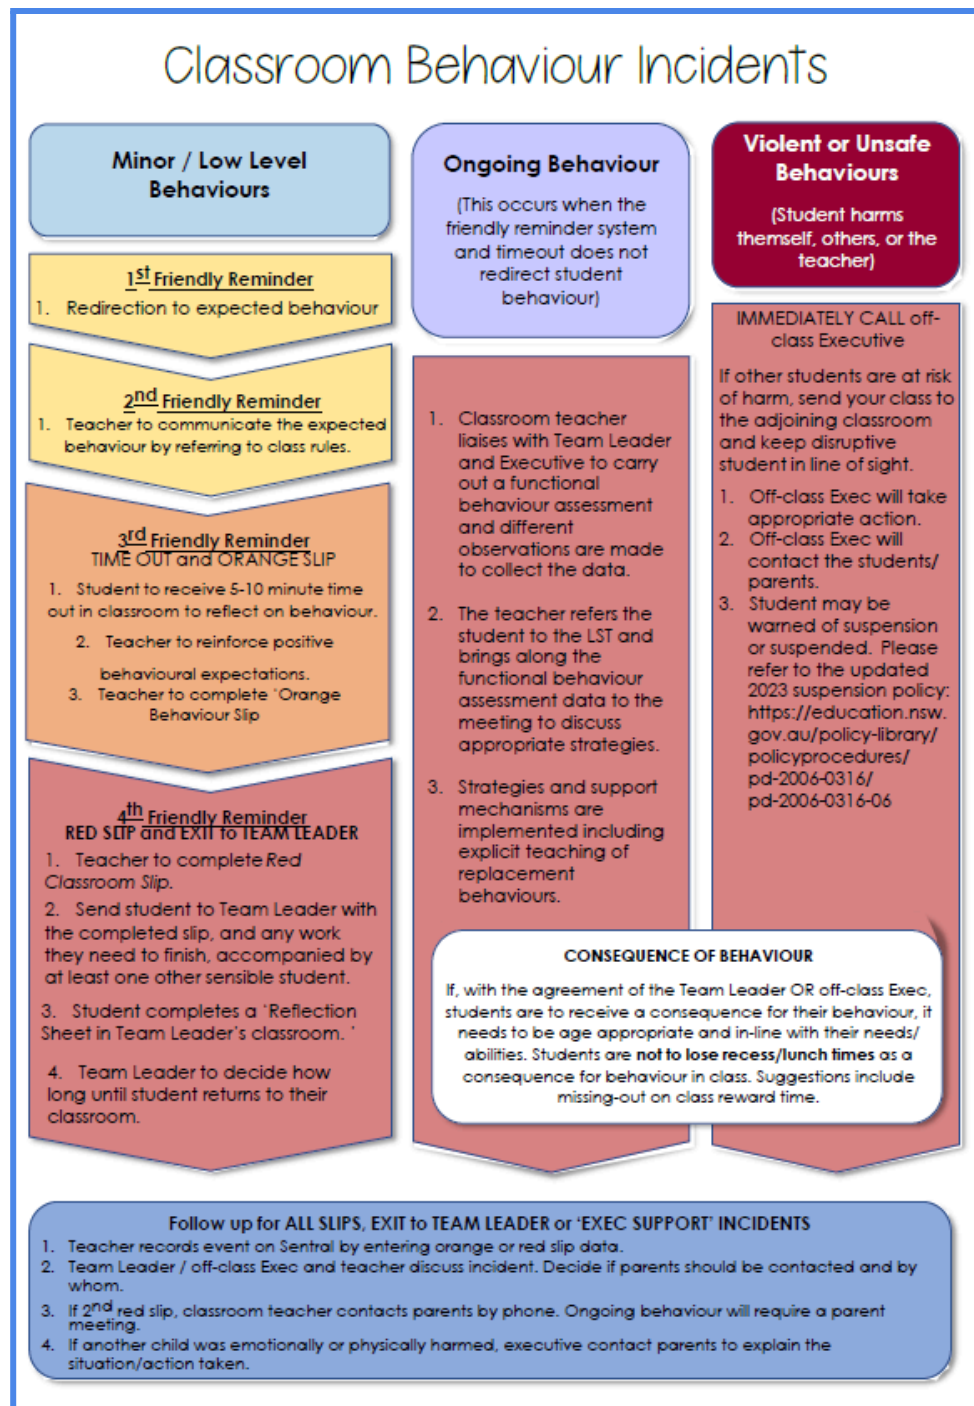 Classroom Behaviour Incidents
Minor / Low Level
Behaviours
1st Friendly Reminder
1. Redirection to expected behaviour
2nd Friendly Reminder
1. Teacher to communicate the expected
behaviour by referring to class rules.
3rd Friendly Reminder
TIME OUT and ORANGE SLIP
1. Student to receive 5-10 minute time
out in classroom to reflect on behaviour.
2. Teacher to reinforce positive
behavioural expectations.
3. Teacher to complete ‘Orange
Behaviour Slip
4th Friendly Reminder
RED SLIP and EXIT to TEAM LEADER
1. Teacher to complete Red
Classroom Slip.
2. Send student to Team Leader with
the completed slip, and any work
they need to finish, accompanied by
at least one other sensible student.
3. Student completes a ‘Reflection
Sheet in Team Leader’s classroom. ’
4. Team Leader to decide how
long until student returns to their
classroom.
Ongoing Behaviour
(This occurs when the
friendly reminder system
and timeout does not
redirect student
behaviour)
1. Classroom teacher
liaises with Team Leader
and Executive to carry
out a functional
behaviour assessment
and different
observations are made
to collect the data.
2. The teacher refers the
student to the LST and
brings along the
functional behaviour
assessment data to the
meeting to discuss
appropriate strategies.
3. Strategies and support
mechanisms are
implemented including
explicit teaching of
replacement
behaviours.
Violent or Unsafe
Behaviours
(Student harms
themself, others, or the
teacher)
IMMEDIATELY CALL off-
class Executive
If other students are at risk
of harm, send your class to
the adjoining classroom
and keep disruptive
student in line of sight.
1. Off-class Exec will take
appropriate action.
2. Off-class Exec will
contact the students/
parents.
3. Student may be
warned of suspension
or suspended. Please
refer to the updated
2023 suspension policy:
https://education.nsw.
gov.au/policy-library/
policyprocedures/
pd-2006-0316/
pd-2006-0316-06
CONSEQUENCE OF BEHAVIOUR
If, with the agreement of the Team Leader OR off-class Exec,
students are to receive a consequence for their behaviour, it
needs to be age appropriate and in-line with their needs/
abilities. Students are not to lose recess/lunch times as a
consequence for behaviour in class. Suggestions include
missing-out on class reward time.
Follow up for ALL SLIPS, EXIT to TEAM LEADER or ‘EXEC SUPPORT’ INCIDENTS
1. Teacher records event on Sentral by entering orange or red slip data.
2. Team Leader / off-class Exec and teacher discuss incident. Decide if parents should be contacted and by
whom.
3. If 2nd red slip, classroom teacher contacts parents by phone. Ongoing behaviour will require a parent
meeting.
4. If another child was emotionally or physically harmed, executive contact parents to explain the
situation/action taken.